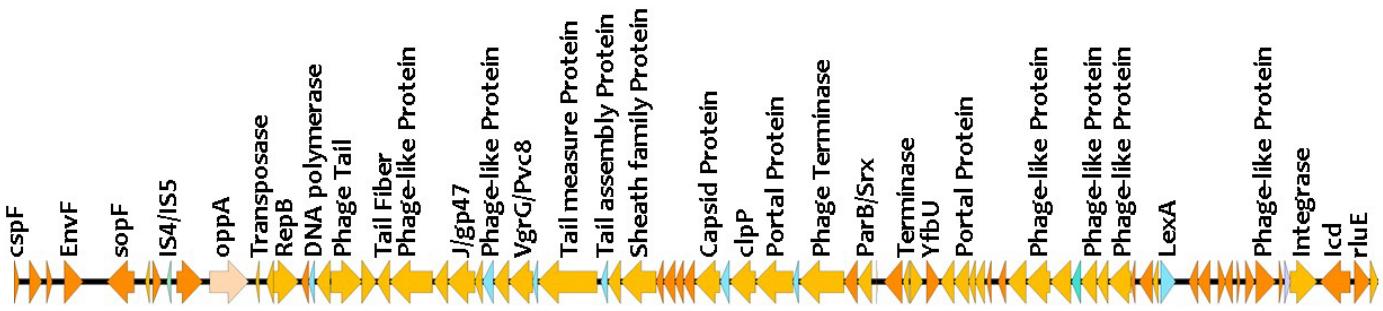 cspF
EnvF
sopF
IS4/IS5
oppA
Transposase
RepB
DNA polymerase
Phage Tail
Tail Fiber
Phage-like Protein
J/gp47
Phage-like Protein
VgrG/Pvc8
Tail measure Protein
Tail assembly Protein
Sheath family Protein
Capsid Protein
clpP
Portal Protein
Phage Terminase
ParB/Srx
Terminase
YfbU
Portal Protein
Phage-like Protein
Phage-like Protein
Phage-like Protein
LexA
Phage-like Protein
Integrase
Icd
rluE